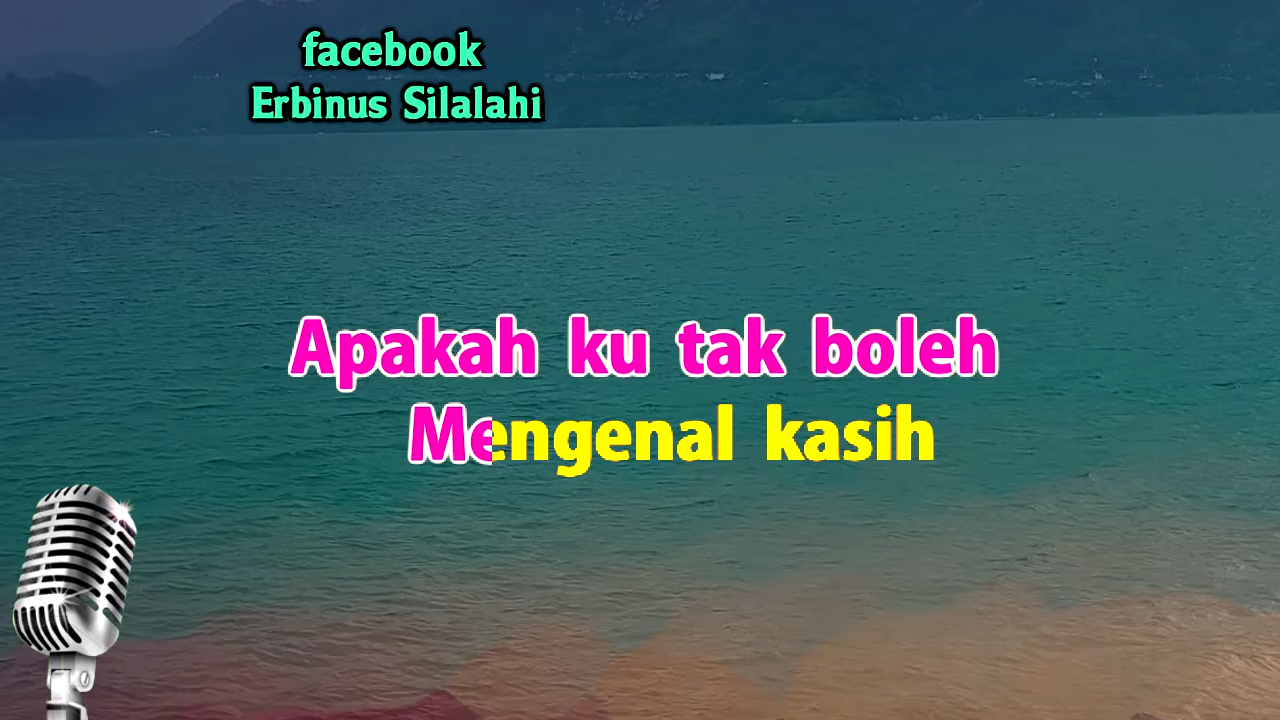 facebook
Erbinus Silalahi
Apakah ku tak boleh
Mengenal kasih